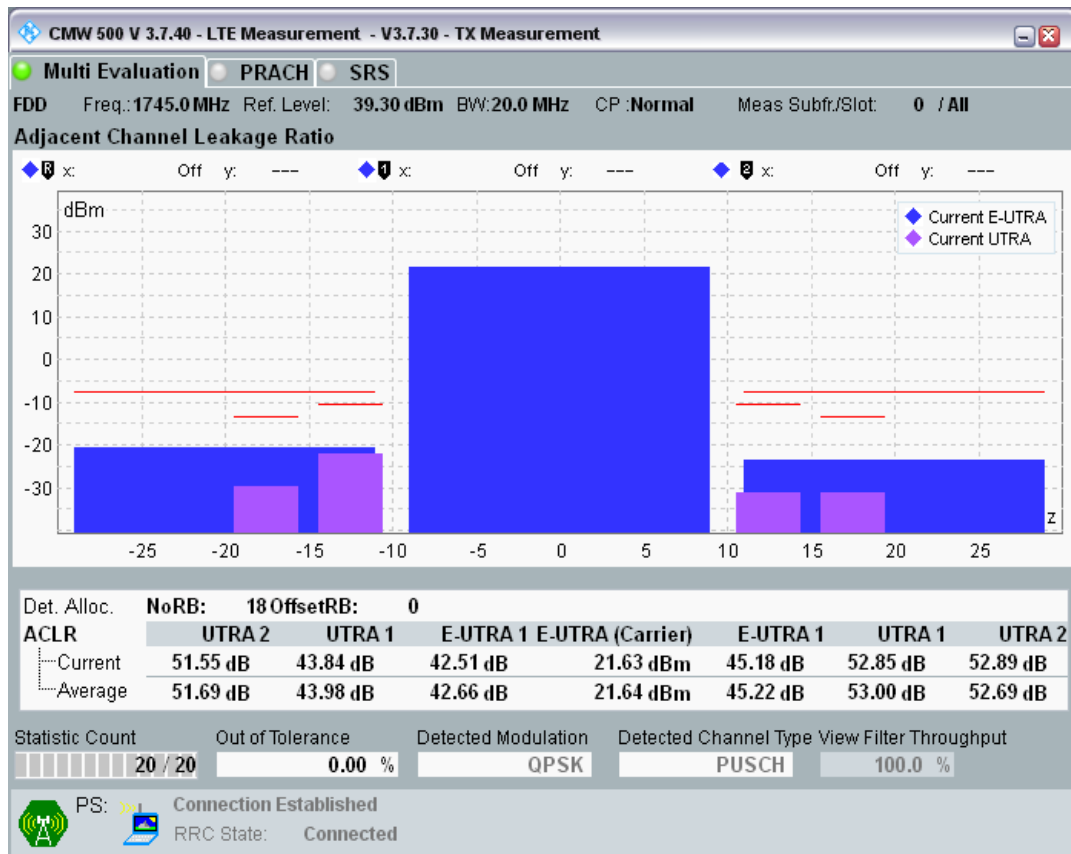 CMW 500 V 3.7.40 - LTE Measurement - V3.7.30 - TX Measurement
Multi Evaluation PRACH SRS
FDD Freq.:1745.0 MHz Ref. Level: 39.30 dBm BW:20.0 MHz CP :Normal Meas Subfr./Slot: 0 / All
Adjacent Channel Leakage Ratio
R x: Off y: --- 1 x: Off y: --- 2 x: Off y: ---
dBm
Current E-UTRA
Current UTRA
30
20
10
0
-10
-20
-30
z
-25 -20 -15 -10 -5 0 5 10 15 20 25
Det. Alloc. NoRB: 18 OffsetRB: 0
ACLR UTRA 2 UTRA 1 E-UTRA 1 E-UTRA (Carrier) E-UTRA 1 UTRA 1 UTRA 2
Current 51.55 dB 43.84 dB 42.51 dB 21.63 dBm 45.18 dB 52.85 dB 52.89 dB
Average 51.69 dB 43.98 dB 42.66 dB 21.64 dBm 45.22 dB 53.00 dB 52.69 dB
Statistic Count Out of Tolerance Detected Modulation Detected Channel Type View Filter Throughput
20 / 20 0.00 % QPSK PUSCH 100.0 %
PS: Connection Established
RRC State: Connected